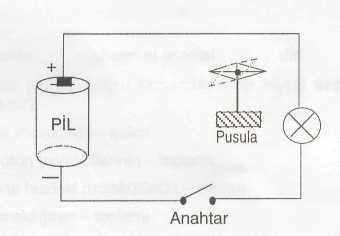 +
PİL
−
Pusula
Anahtar